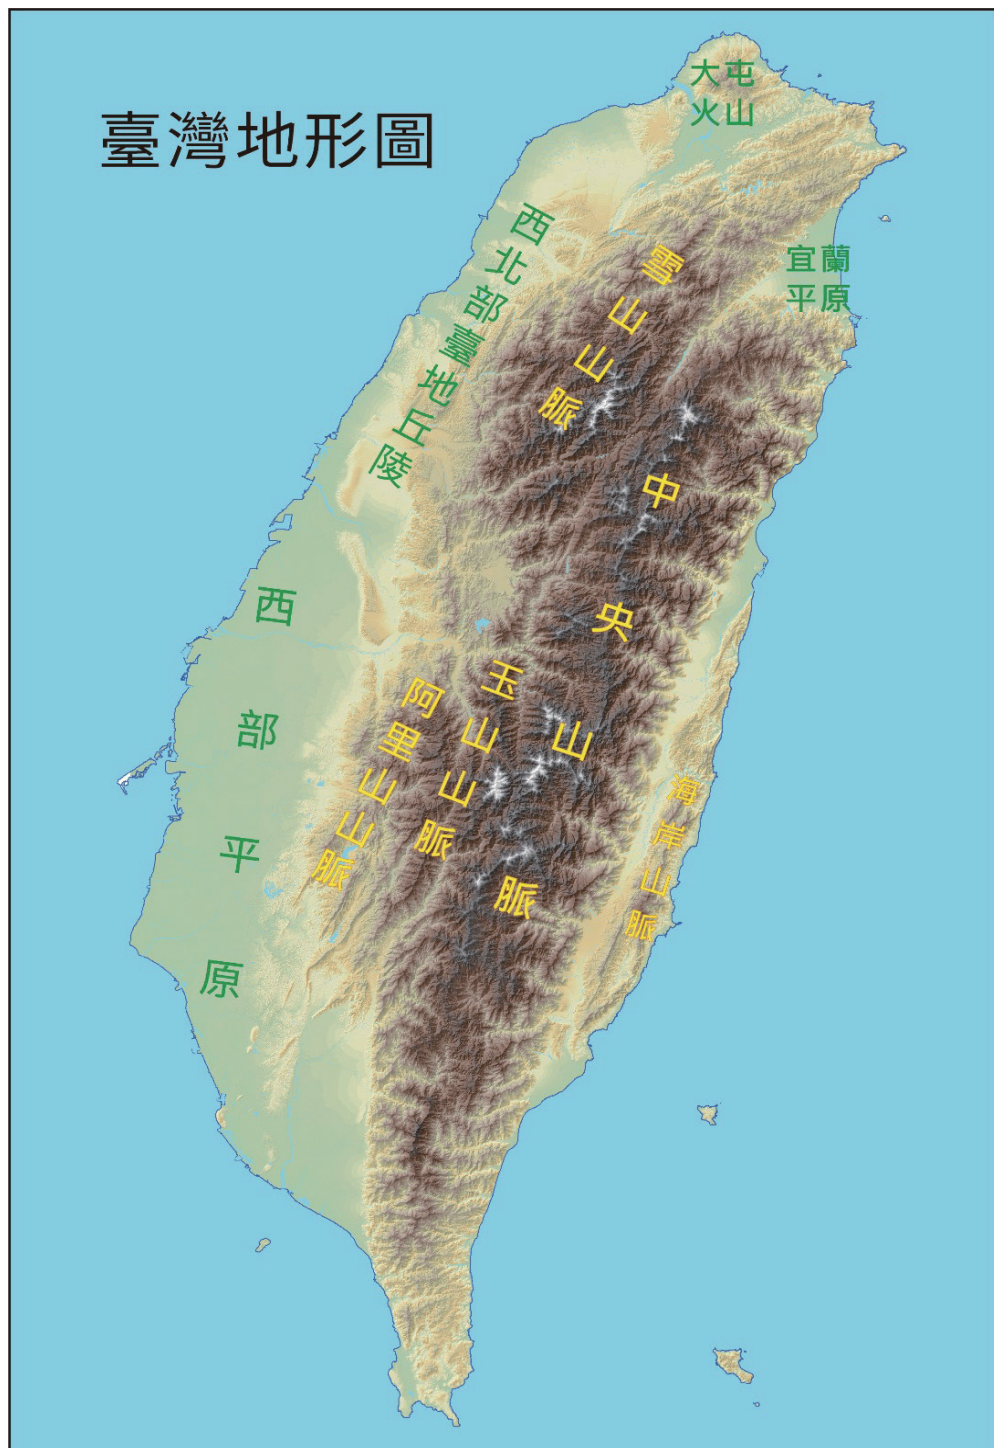 臺灣地形圖
大屯
火山
西北部臺地丘陵
雪山山脈
宜蘭
平原
中央山脈
西部平原
玉山山脈
阿里山山脈
海岸山脈